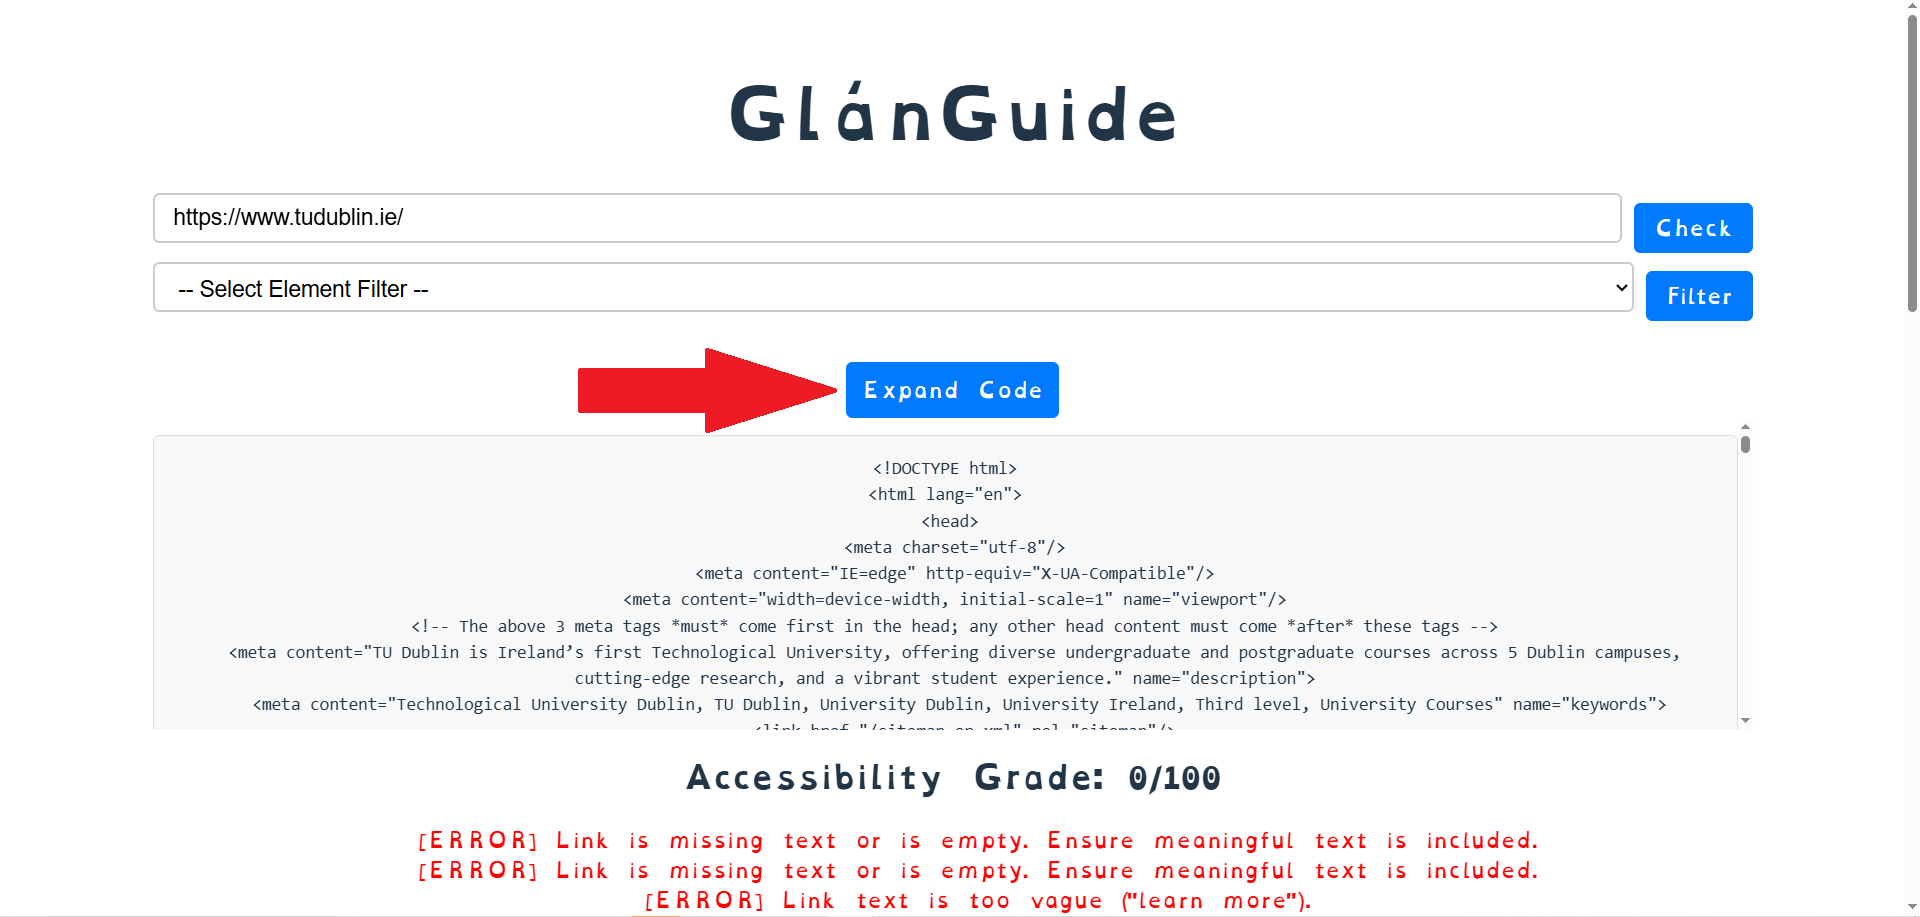 GlánGuide
https://www.tudublin.ie/
Check
-- Select Element Filter --
Filter
Expand Code
<!DOCTYPE html>
<html lang="en">
<head>
<meta charset="utf-8"/>
<meta content="IE=edge" http-equiv="X-UA-Compatible"/>
<meta content="width=device-width, initial-scale=1" name="viewport"/>
<!-- The above 3 meta tags *must* come first in the head; any other head content must come *after* these tags -->
<meta content="TU Dublin is Ireland’s first Technological University, offering diverse undergraduate and postgraduate courses across 5 Dublin campuses,
cutting-edge research, and a vibrant student experience." name="description">
<meta content="Technological University Dublin, TU Dublin, University Dublin, University Ireland, Third level, University Courses" name="keywords">
<link href="/sitemap-en.xml" rel="sitemap"/>
Accessibility Grade: 0/100
[ERROR] Link is missing text or is empty. Ensure meaningful text is included.
[ERROR] Link is missing text or is empty. Ensure meaningful text is included.
[ERROR] Link text is too vague ("learn more").